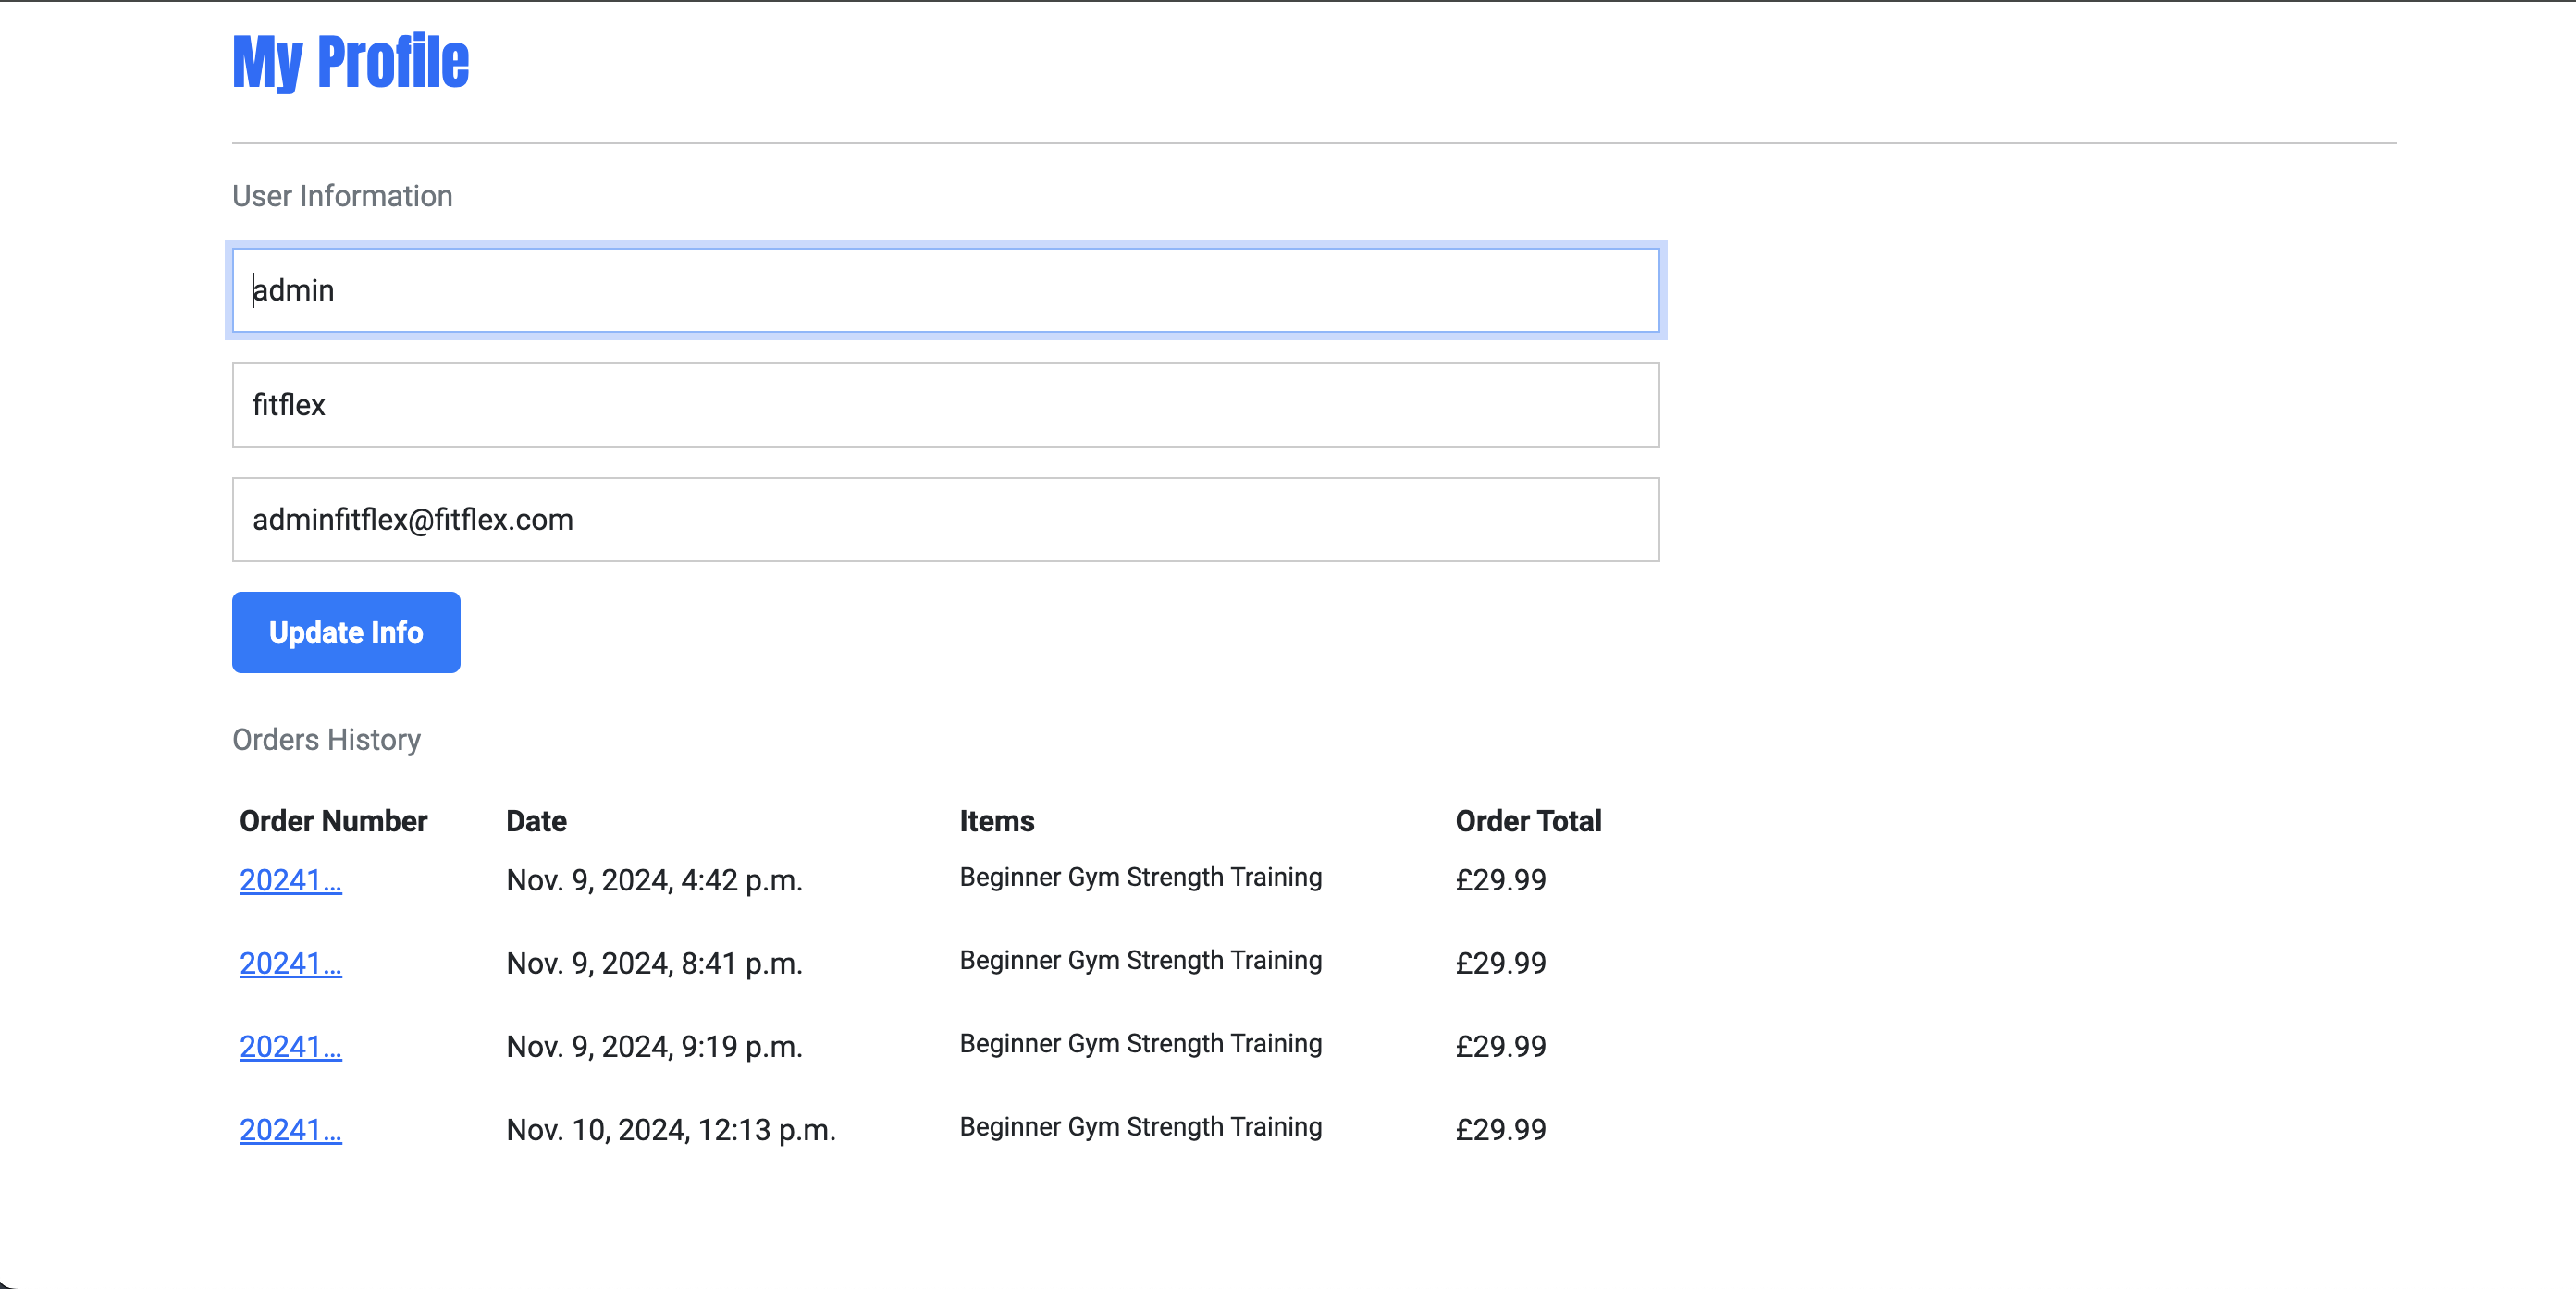 My Profile
User Information
admin
fitflex
adminfitflex@fitflex.com
Update Info
Orders History
Order Number Date Items Order Total
20241... Nov. 9, 2024, 4:42 p.m. Beginner Gym Strength Training £29.99
20241... Nov. 9, 2024, 8:41 p.m. Beginner Gym Strength Training £29.99
20241... Nov. 9, 2024, 9:19 p.m. Beginner Gym Strength Training £29.99
20241... Nov. 10, 2024, 12:13 p.m. Beginner Gym Strength Training £29.99